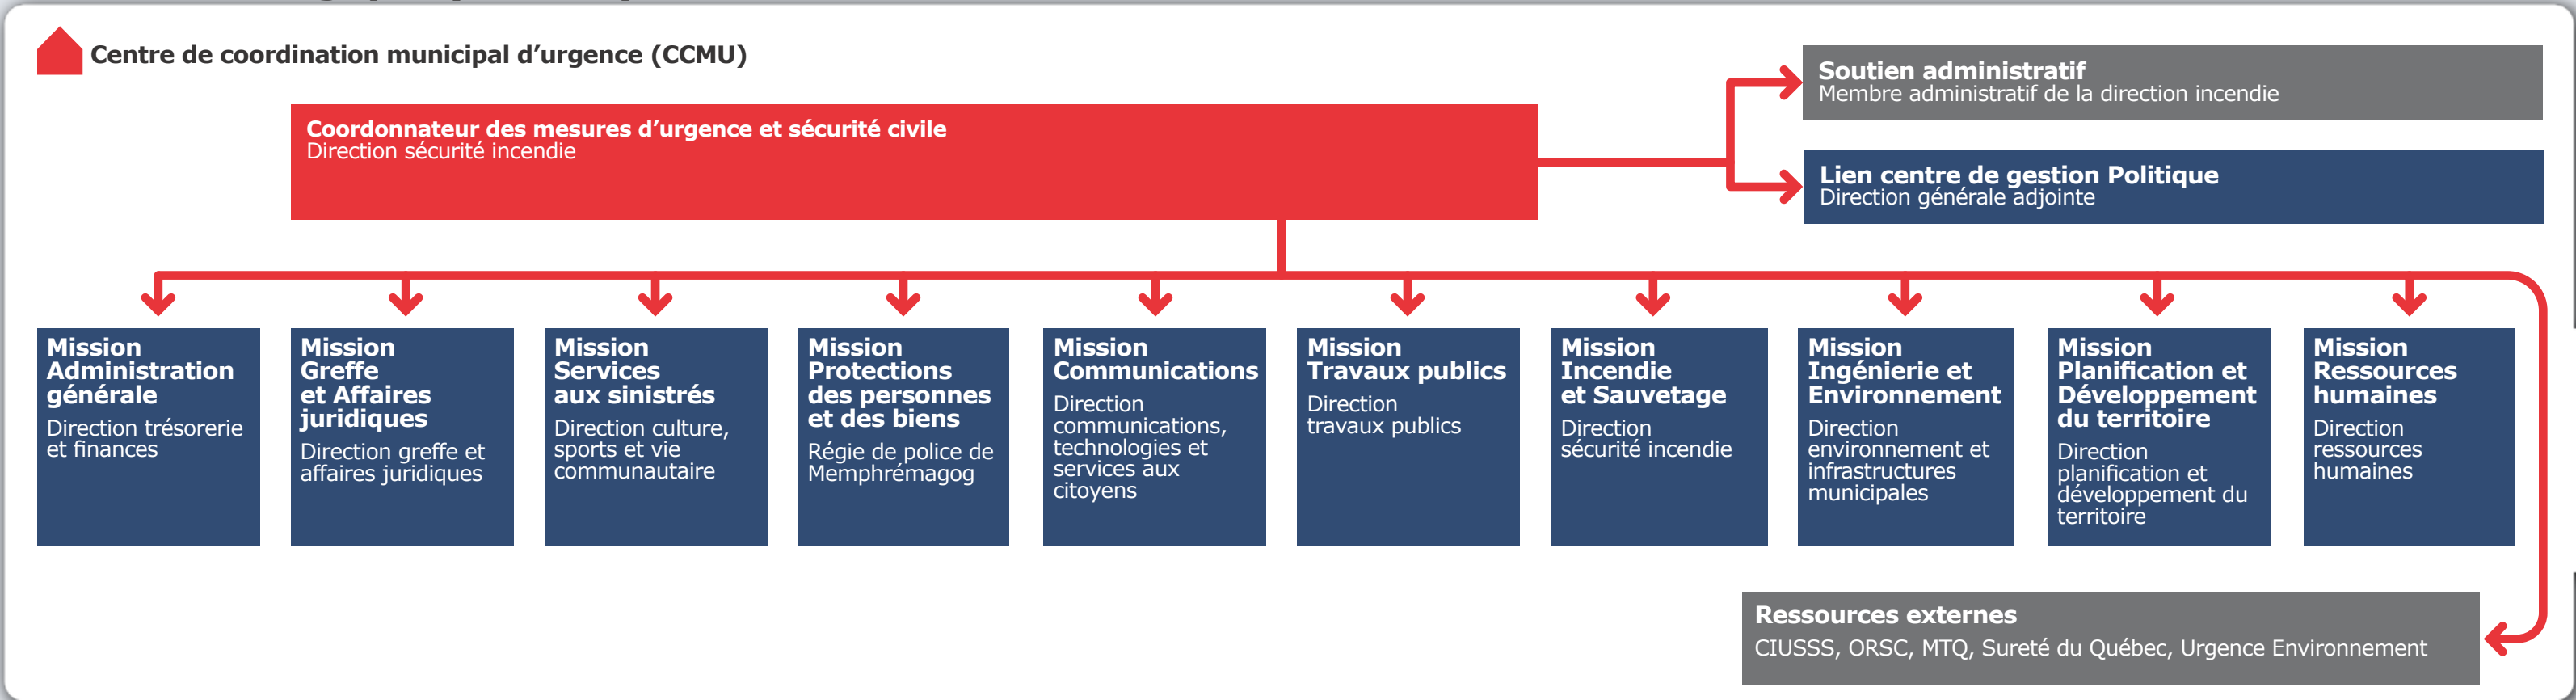 Centre de coordination municipal d’urgence (CCMU)
Soutien administratif
Membre administratif de la direction incendie
Coordonnateur des mesures d’urgence et sécurité civile
Direction sécurité incendie
Lien centre de gestion Politique
Direction générale adjointe
Mission
Administration
générale
Direction trésorerie
et finances
Mission
Greffe
et Affaires
juridiques
Direction greffe et
affaires juridiques
Mission
Services
aux sinistrés
Direction culture,
sports et vie
communautaire
Mission
Protections
des personnes
et des biens
Régie de police de
Memphrémagog
Mission
Communications
Direction
communications,
technologies et
services aux
citoyens
Mission
Travaux publics
Direction
travaux publics
Mission
Incendie
et Sauvetage
Direction
sécurité incendie
Mission
Ingénierie et
Environnement
Direction
environnement et
infrastructures
municipales
Mission
Planification et
Développement
du territoire
Direction
planification et
développement du
territoire
Mission
Ressources
humaines
Direction
ressources
humaines
Ressources externes
CIUSSS, ORSC, MTQ, Sureté du Québec, Urgence Environnement